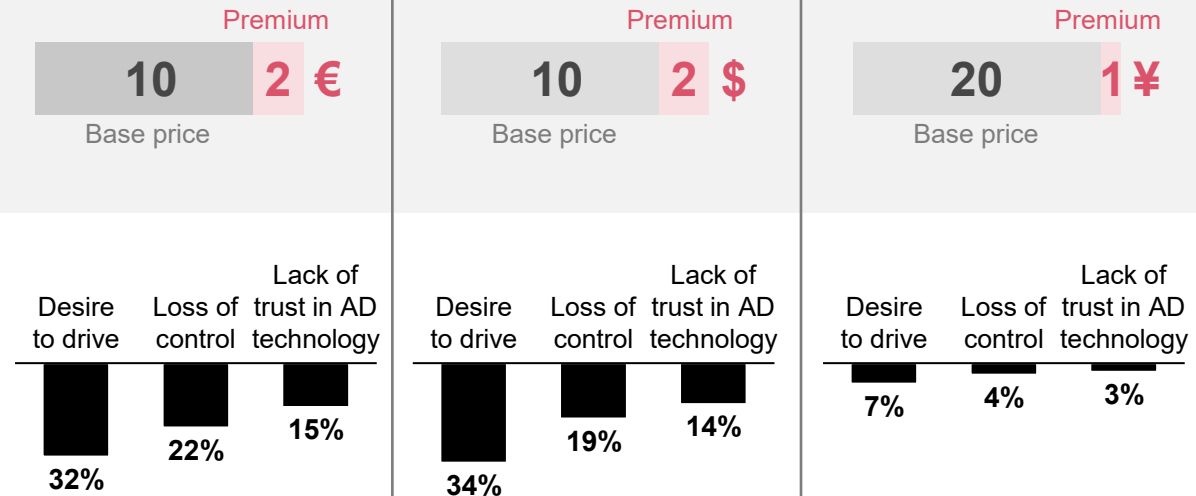 Premium
10 2 €
Base price
Desire
to drive
Loss of
control
Lack of
trust in AD
technology
32%
22%
15%
Premium
10 2 $
Base price
Desire
to drive
Loss of
control
Lack of
trust in AD
technology
34%
19%
14%
Premium
20 1 ¥
Base price
Desire
to drive
Loss of
control
Lack of
trust in AD
technology
7%
4%
3%